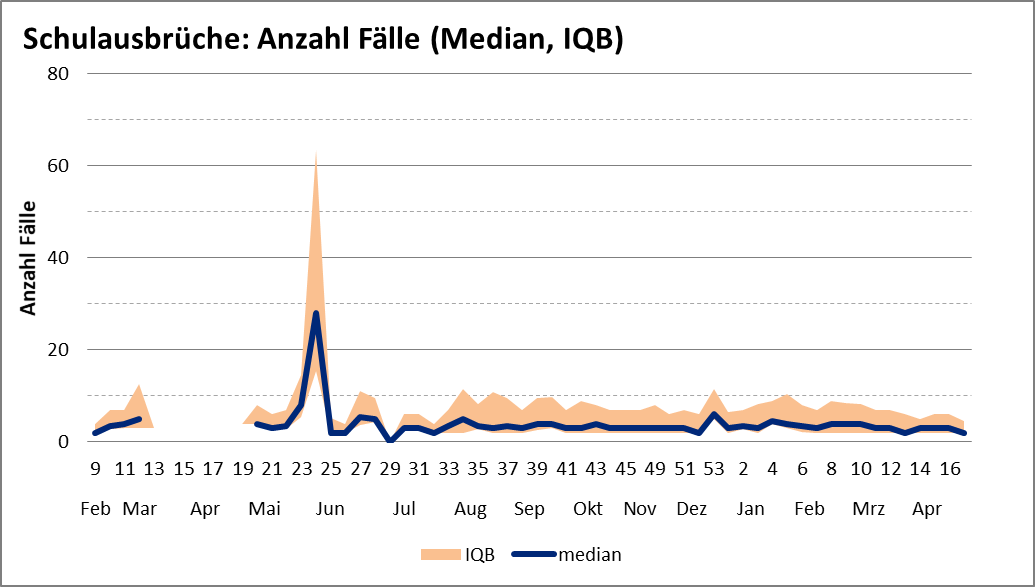 Schulausbrüche: Anzahl Fälle (Median, IQB)
80
60
40
20
0
Anzahl Fälle
9 11 13 15 17 19 21 23 25 27 29 31 33 35 37 39 41 43 45 49 51 53 2 4 6 8 10 12 14 16
Feb Mar Apr Mai Jun Jul Aug Sep Okt Nov Dez Jan Feb Mrz Apr
IQB median